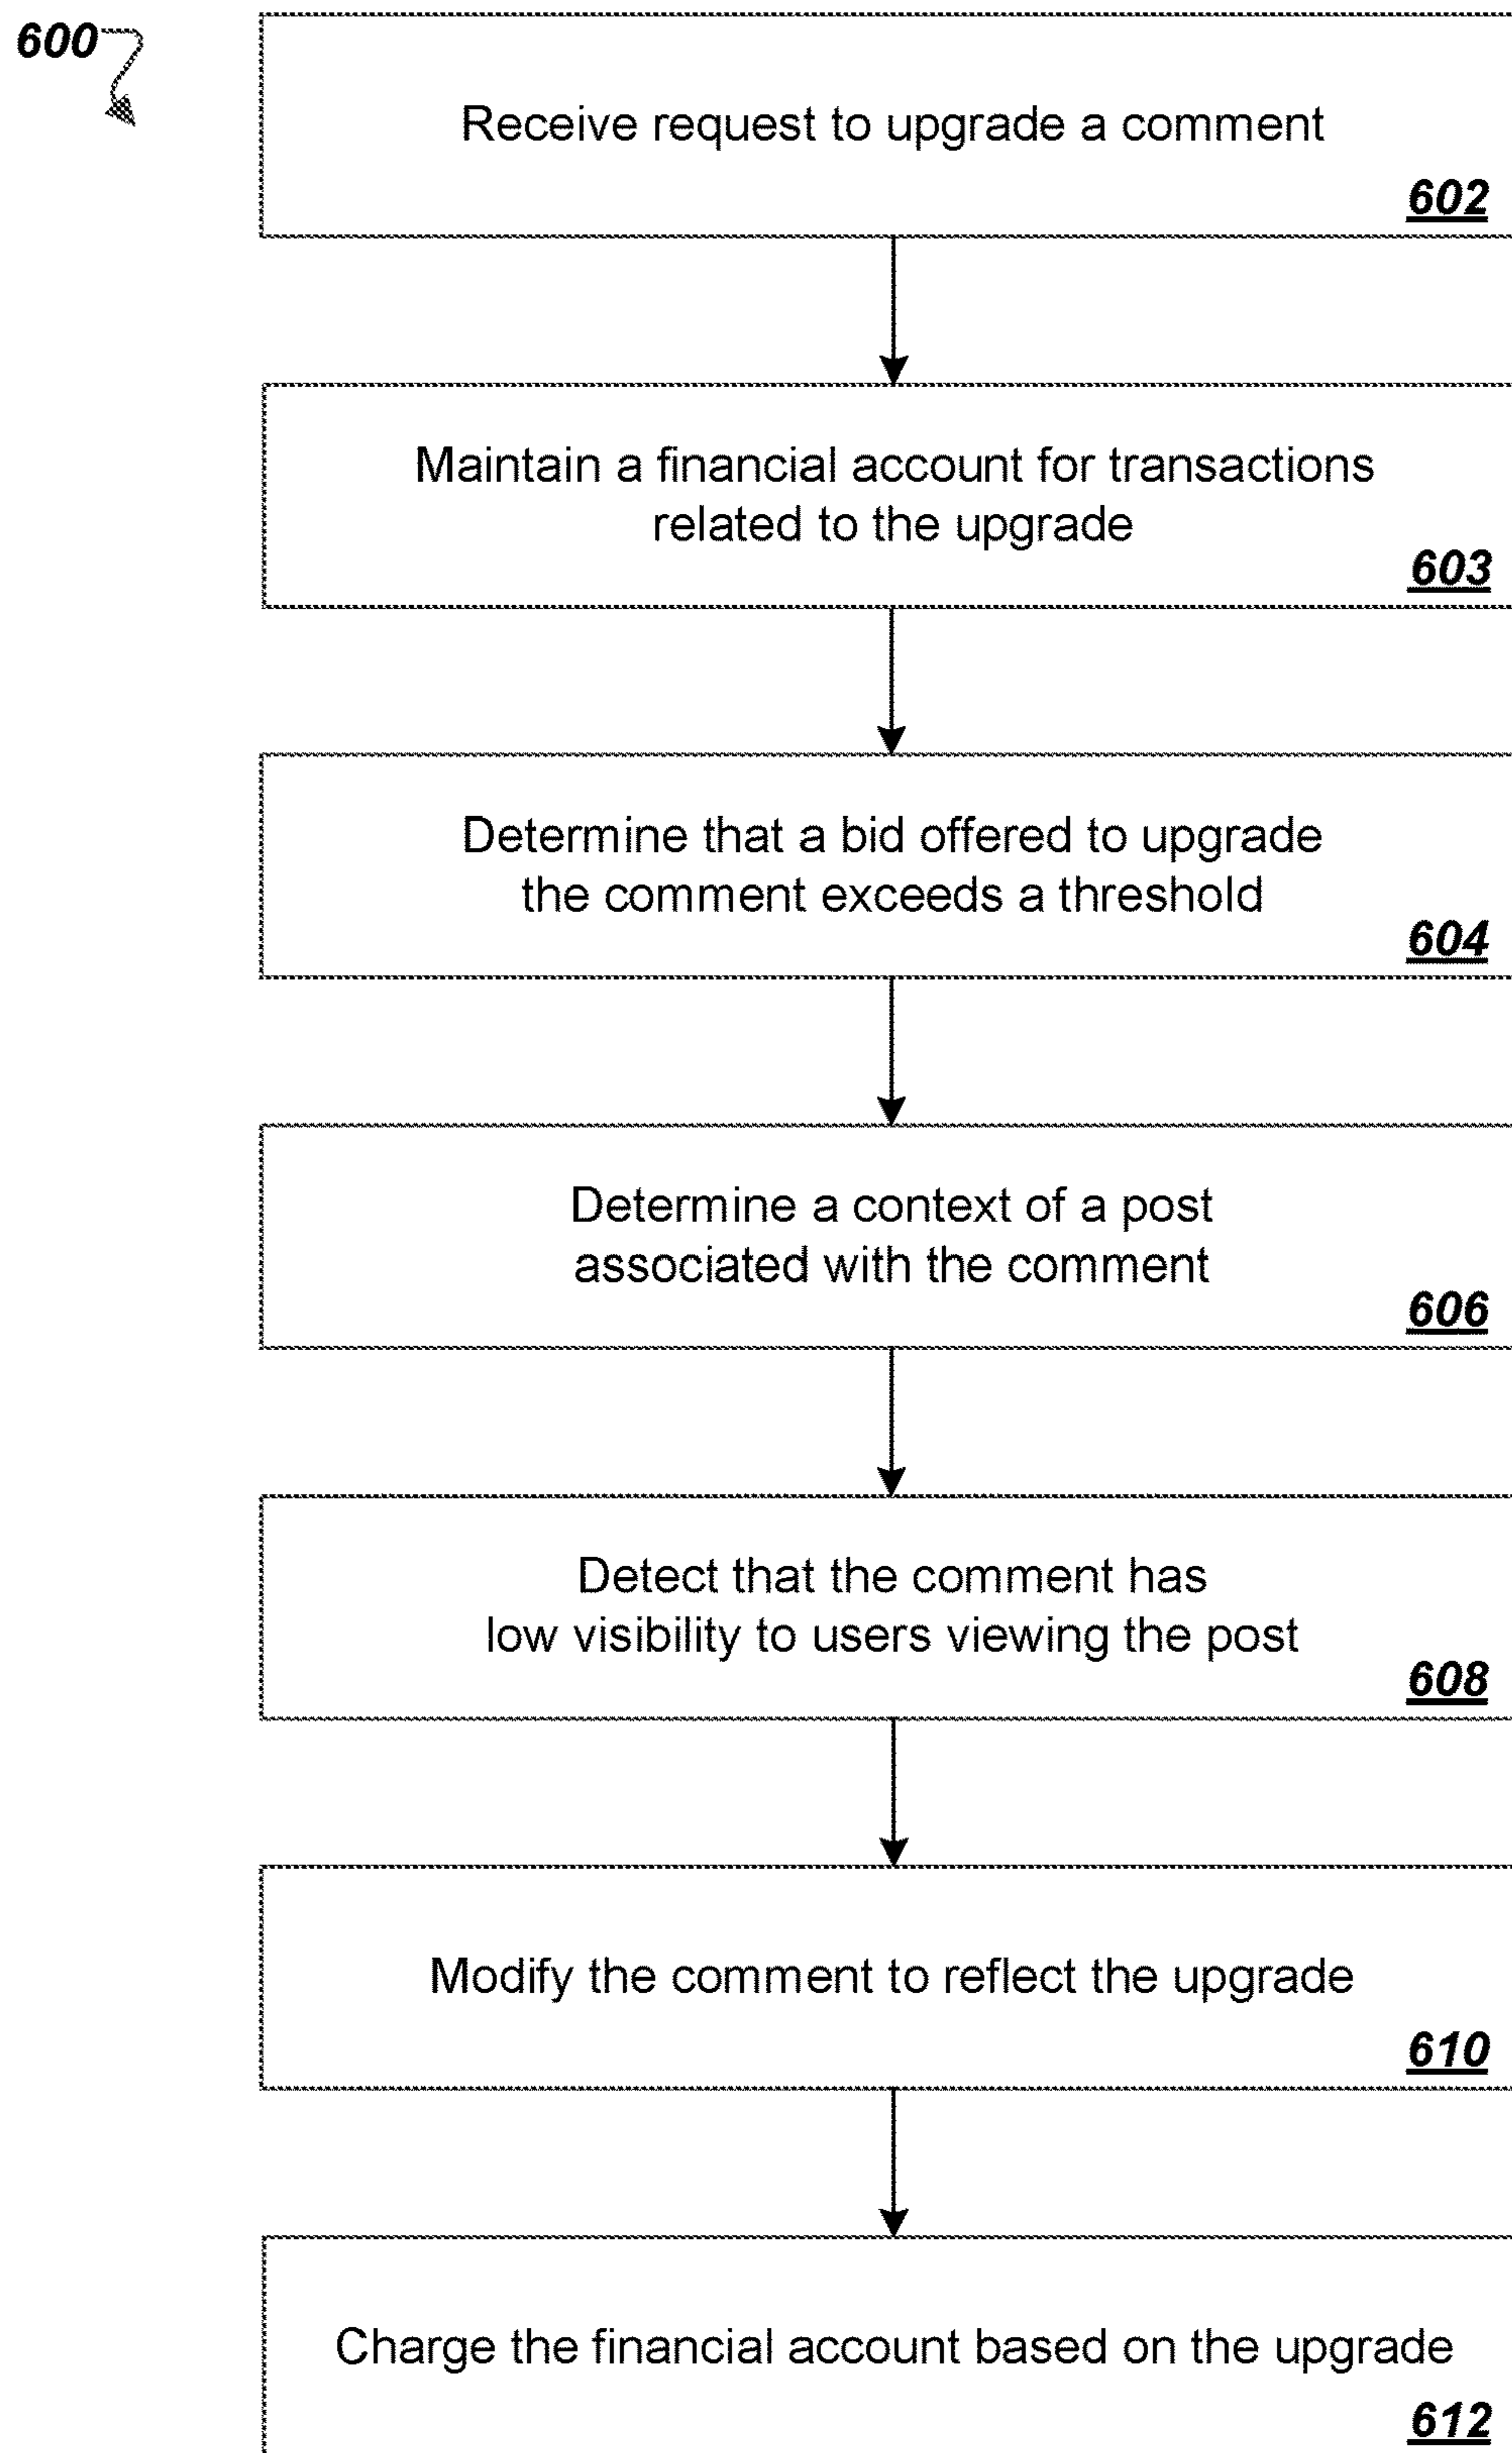 600
Receive request to upgrade a comment
602
Maintain a financial account for transactions
related to the upgrade
603
Determine that a bid offered to upgrade
the comment exceeds a threshold
604
Determine a context of a post
associated with the comment
606
Detect that the comment has
low visibility to users viewing the post
608
Modify the comment to reflect the upgrade
610
Charge the financial account based on the upgrade
612